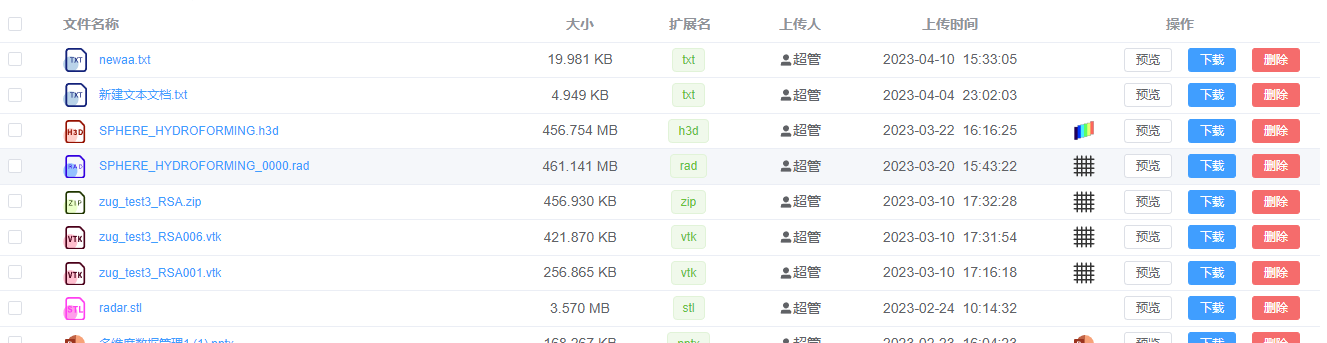 文件名称 大小 扩展名 上传人 上传时间 操作
TXT newaa.txt 19.981 KB txt 超管 2023-04-10 15:33:05 预览 下载 删除
TXT 新建文本文档.txt 4.949 KB txt 超管 2023-04-04 23:02:03 预览 下载 删除
H3D SPHERE_HYDROFORMING.h3d 456.754 MB h3d 超管 2023-03-22 16:16:25 预览 下载 删除
RAD SPHERE_HYDROFORMING_0000.rad 461.141 MB rad 超管 2023-03-20 15:43:22 预览 下载 删除
ZIP zug_test3_RSA.zip 456.930 KB zip 超管 2023-03-10 17:32:28 预览 下载 删除
VTK zug_test3_RSA006.vtk 421.870 KB vtk 超管 2023-03-10 17:31:54 预览 下载 删除
VTK zug_test3_RSA001.vtk 256.865 KB vtk 超管 2023-03-10 17:16:18 预览 下载 删除
STL radar.stl 3.570 MB stl 超管 2023-02-24 10:14:32 预览 下载 删除
多维度数据管理1 (1).pptx 168.267 KB pptx 超管 2023-02-23 16:04:23 预览 下载 删除